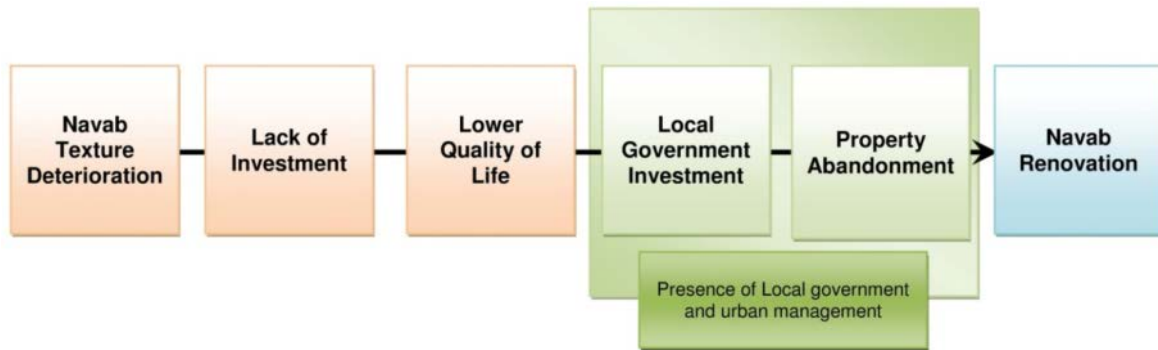 Navab
Texture
Deterioration
Lack of
Investment
Lower
Quality of
Life
Local
Government
Investment
Property
Abandonment
Navab
Renovation
Presence of Local government
and urban management